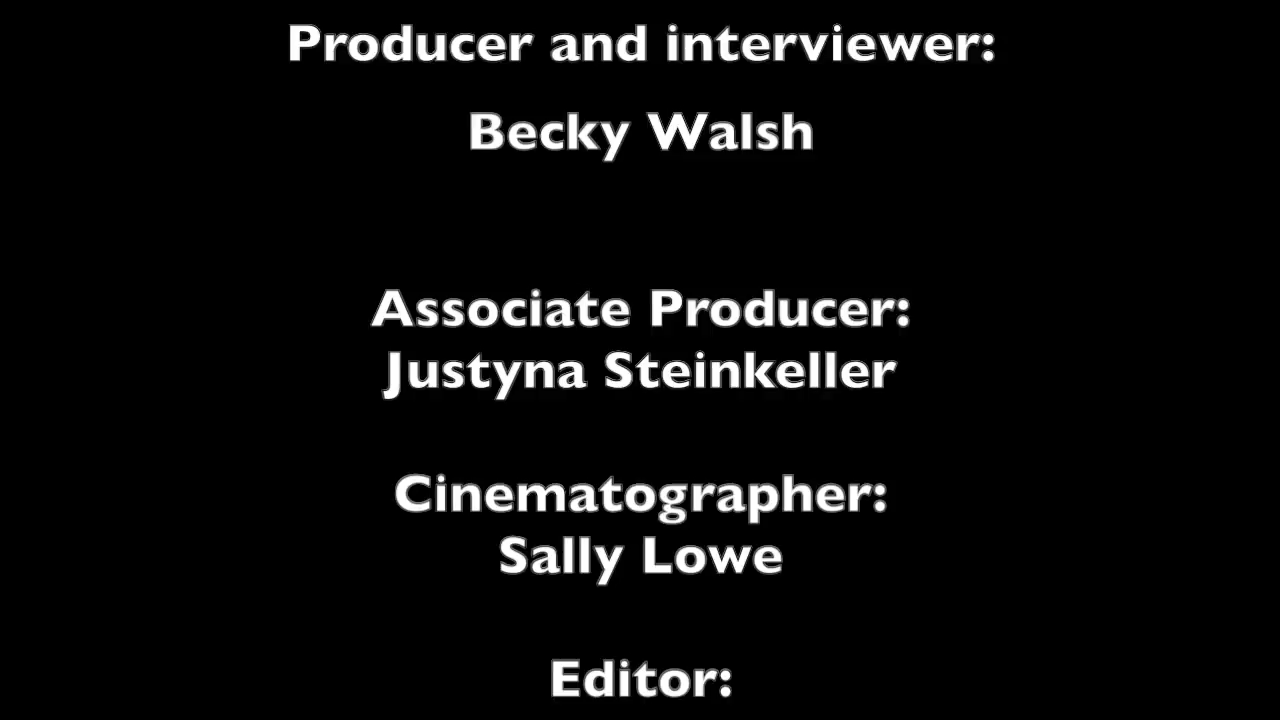 Producer and interviewer:
Becky Walsh
Associate Producer:
Justyna Steinkeller
Cinematographer:
Sally Lowe
Editor: